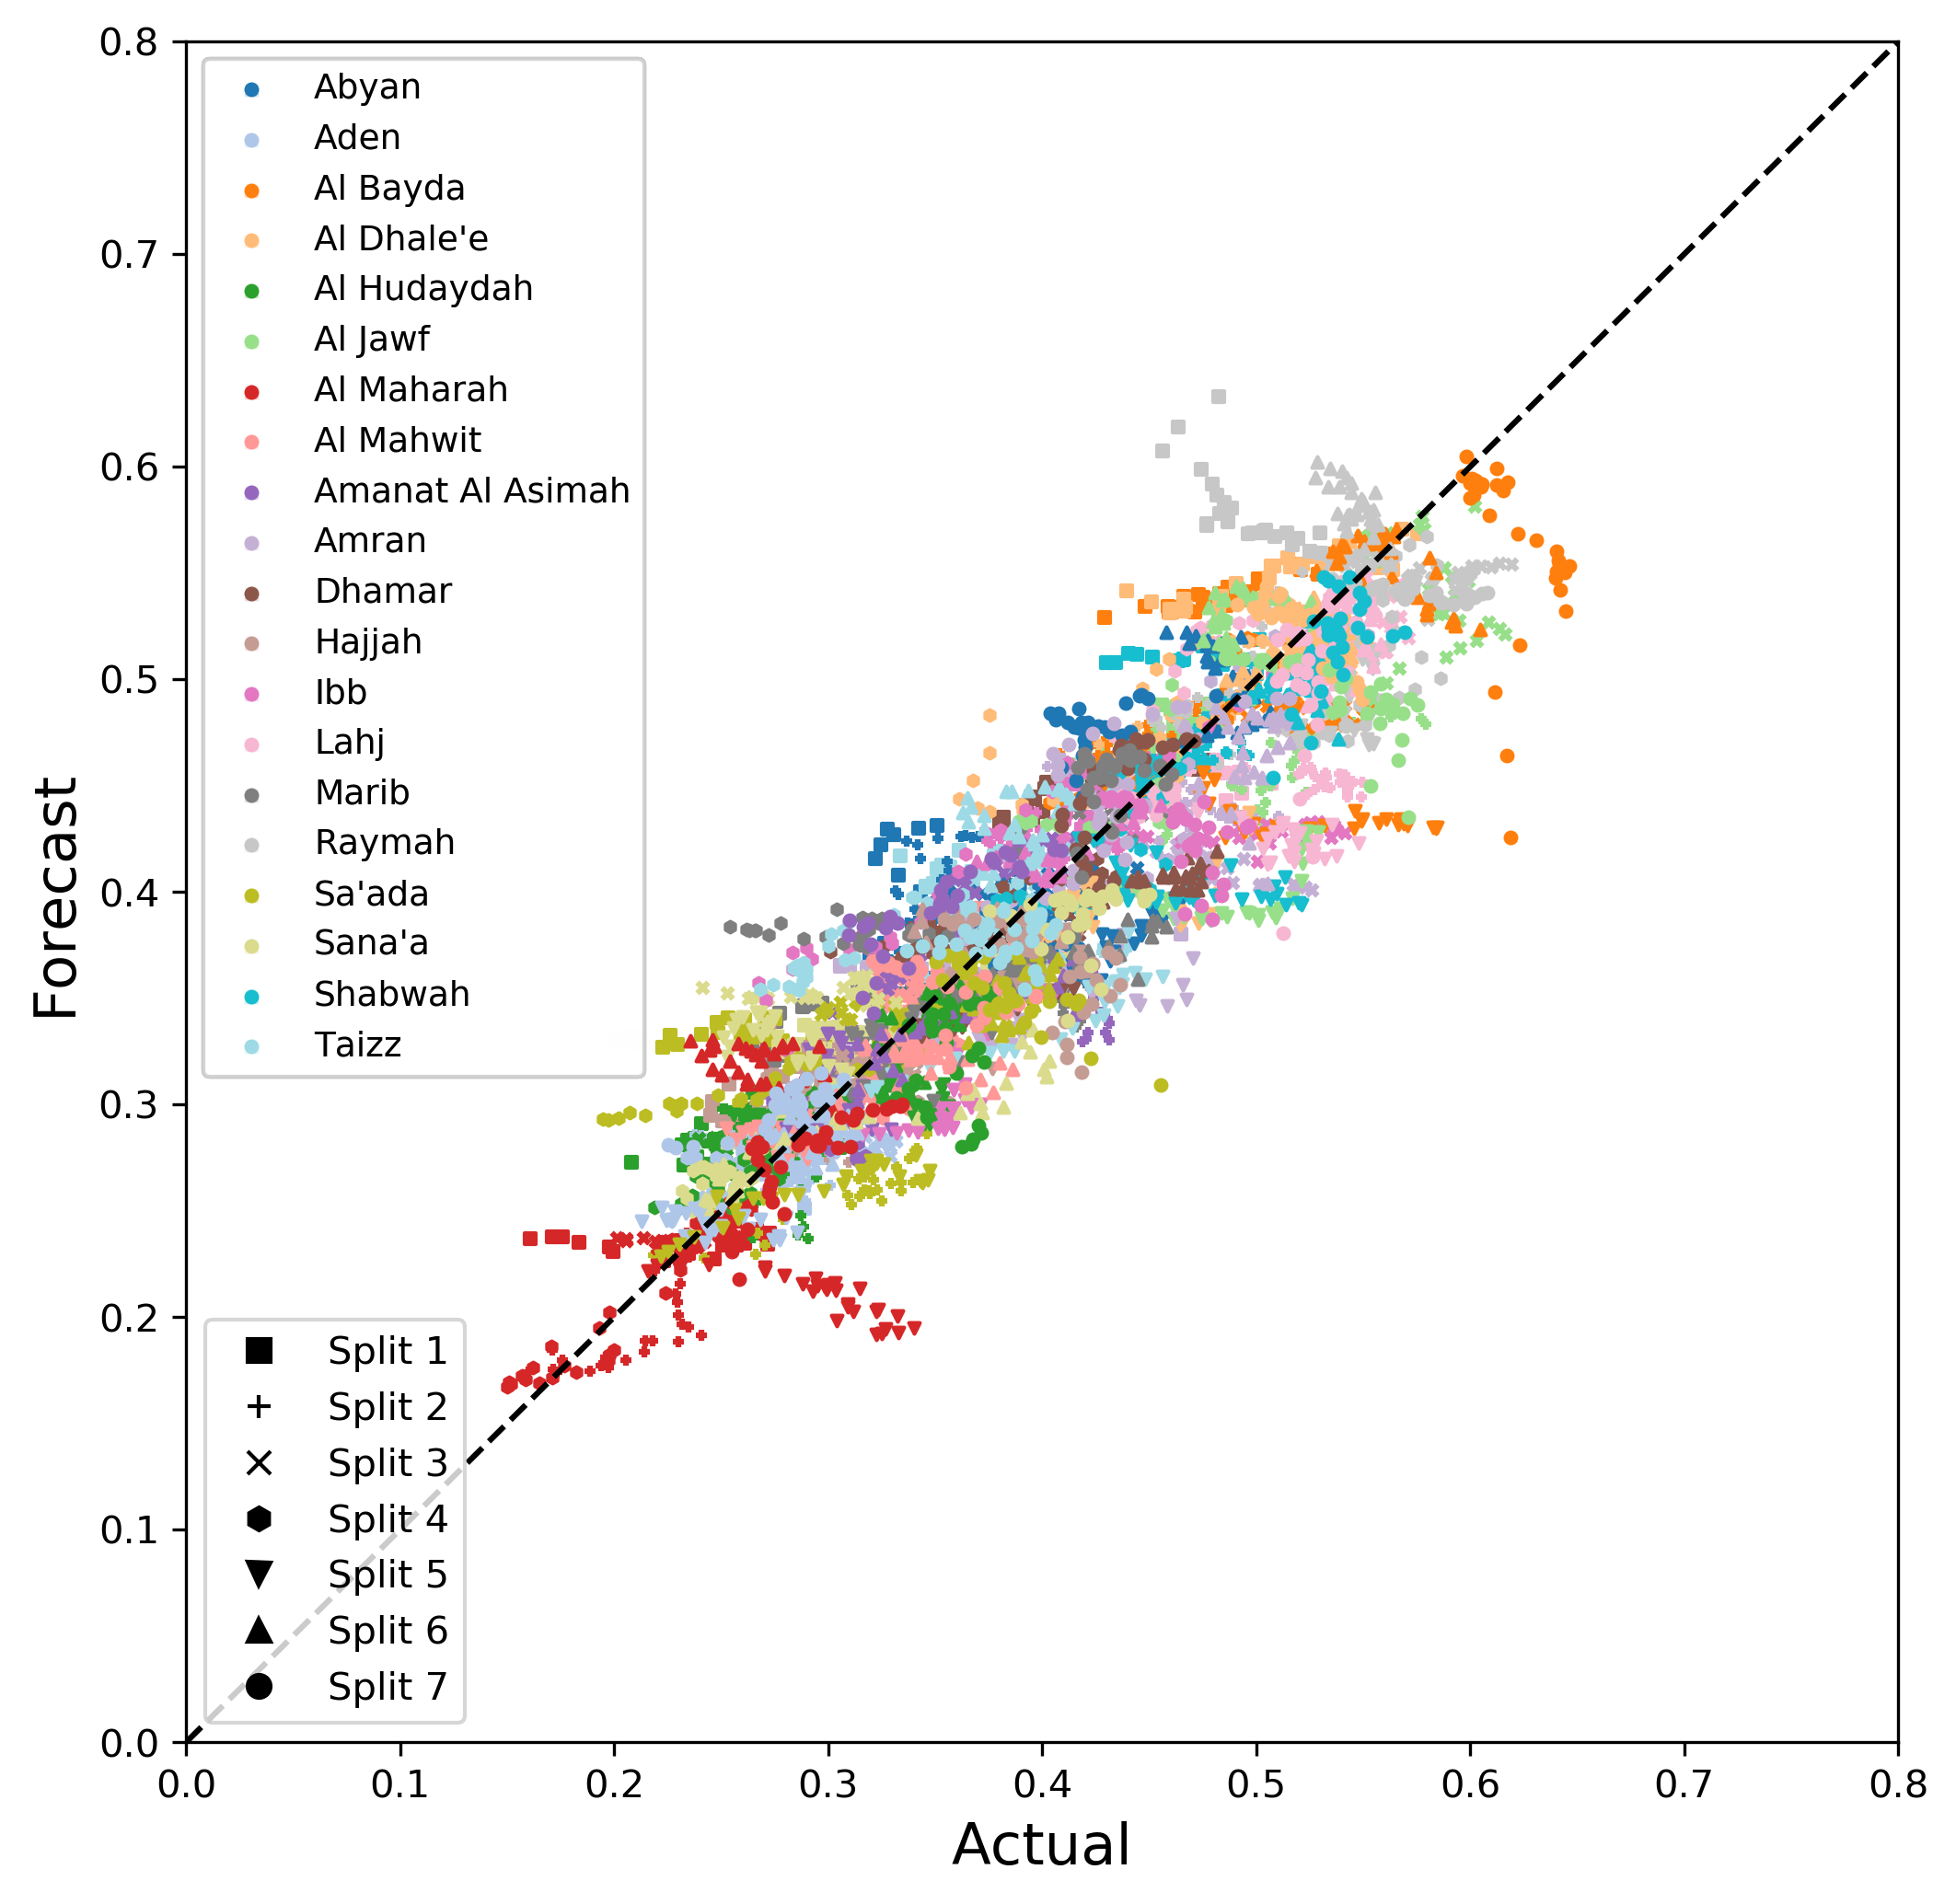 Abyan
Aden
Al Bayda
Al Dhale'e
Al Hudaydah
Al Jawf
Al Maharah
Al Mahwit
Amanat Al Asimah
Amran
Dhamar
Hajjah
Ibb
Lahj
Marib
Raymah
Sa'ada
Sana'a
Shabwah
Taizz
Split 1
Split 2
Split 3
Split 4
Split 5
Split 6
Split 7
0.8
0.7
0.6
0.5
0.4
0.3
0.2
0.1
0.0
Forecast
0.0 0.1 0.2 0.3 0.4 0.5 0.6 0.7 0.8
Actual